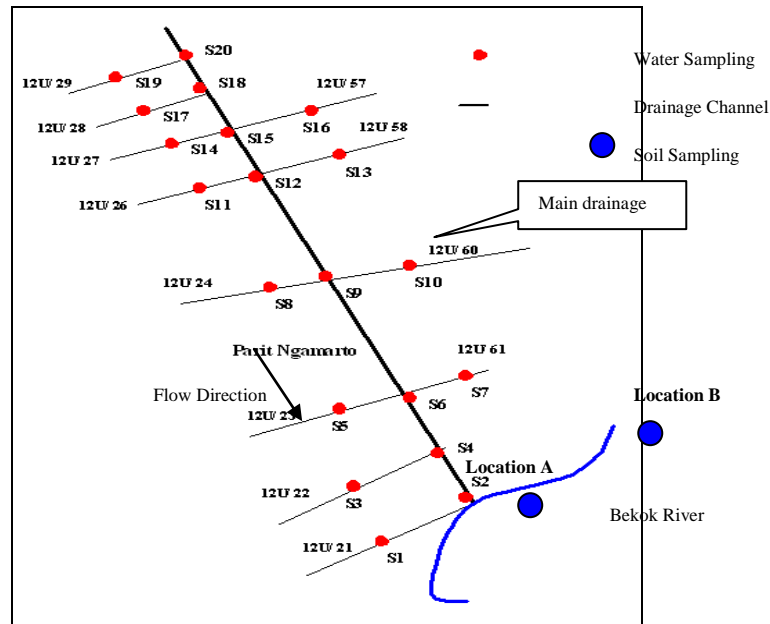 S20
12U/29
S19
S18
12U/57
Water Sampling
12U/28
S17
S16
12U/58
Drainage Channel
12U/27
S14
S15
S13
Soil Sampling
12U/26
S11
S12
Main drainage
12U/60
12U/24
S8
S9
S10
Parit Ngamarto
12U/61
Flow Direction
S7
12U/23
S5
S6
Location B
S4
Location A
12U/22
S3
S2
Bekok River
12U/21
S1